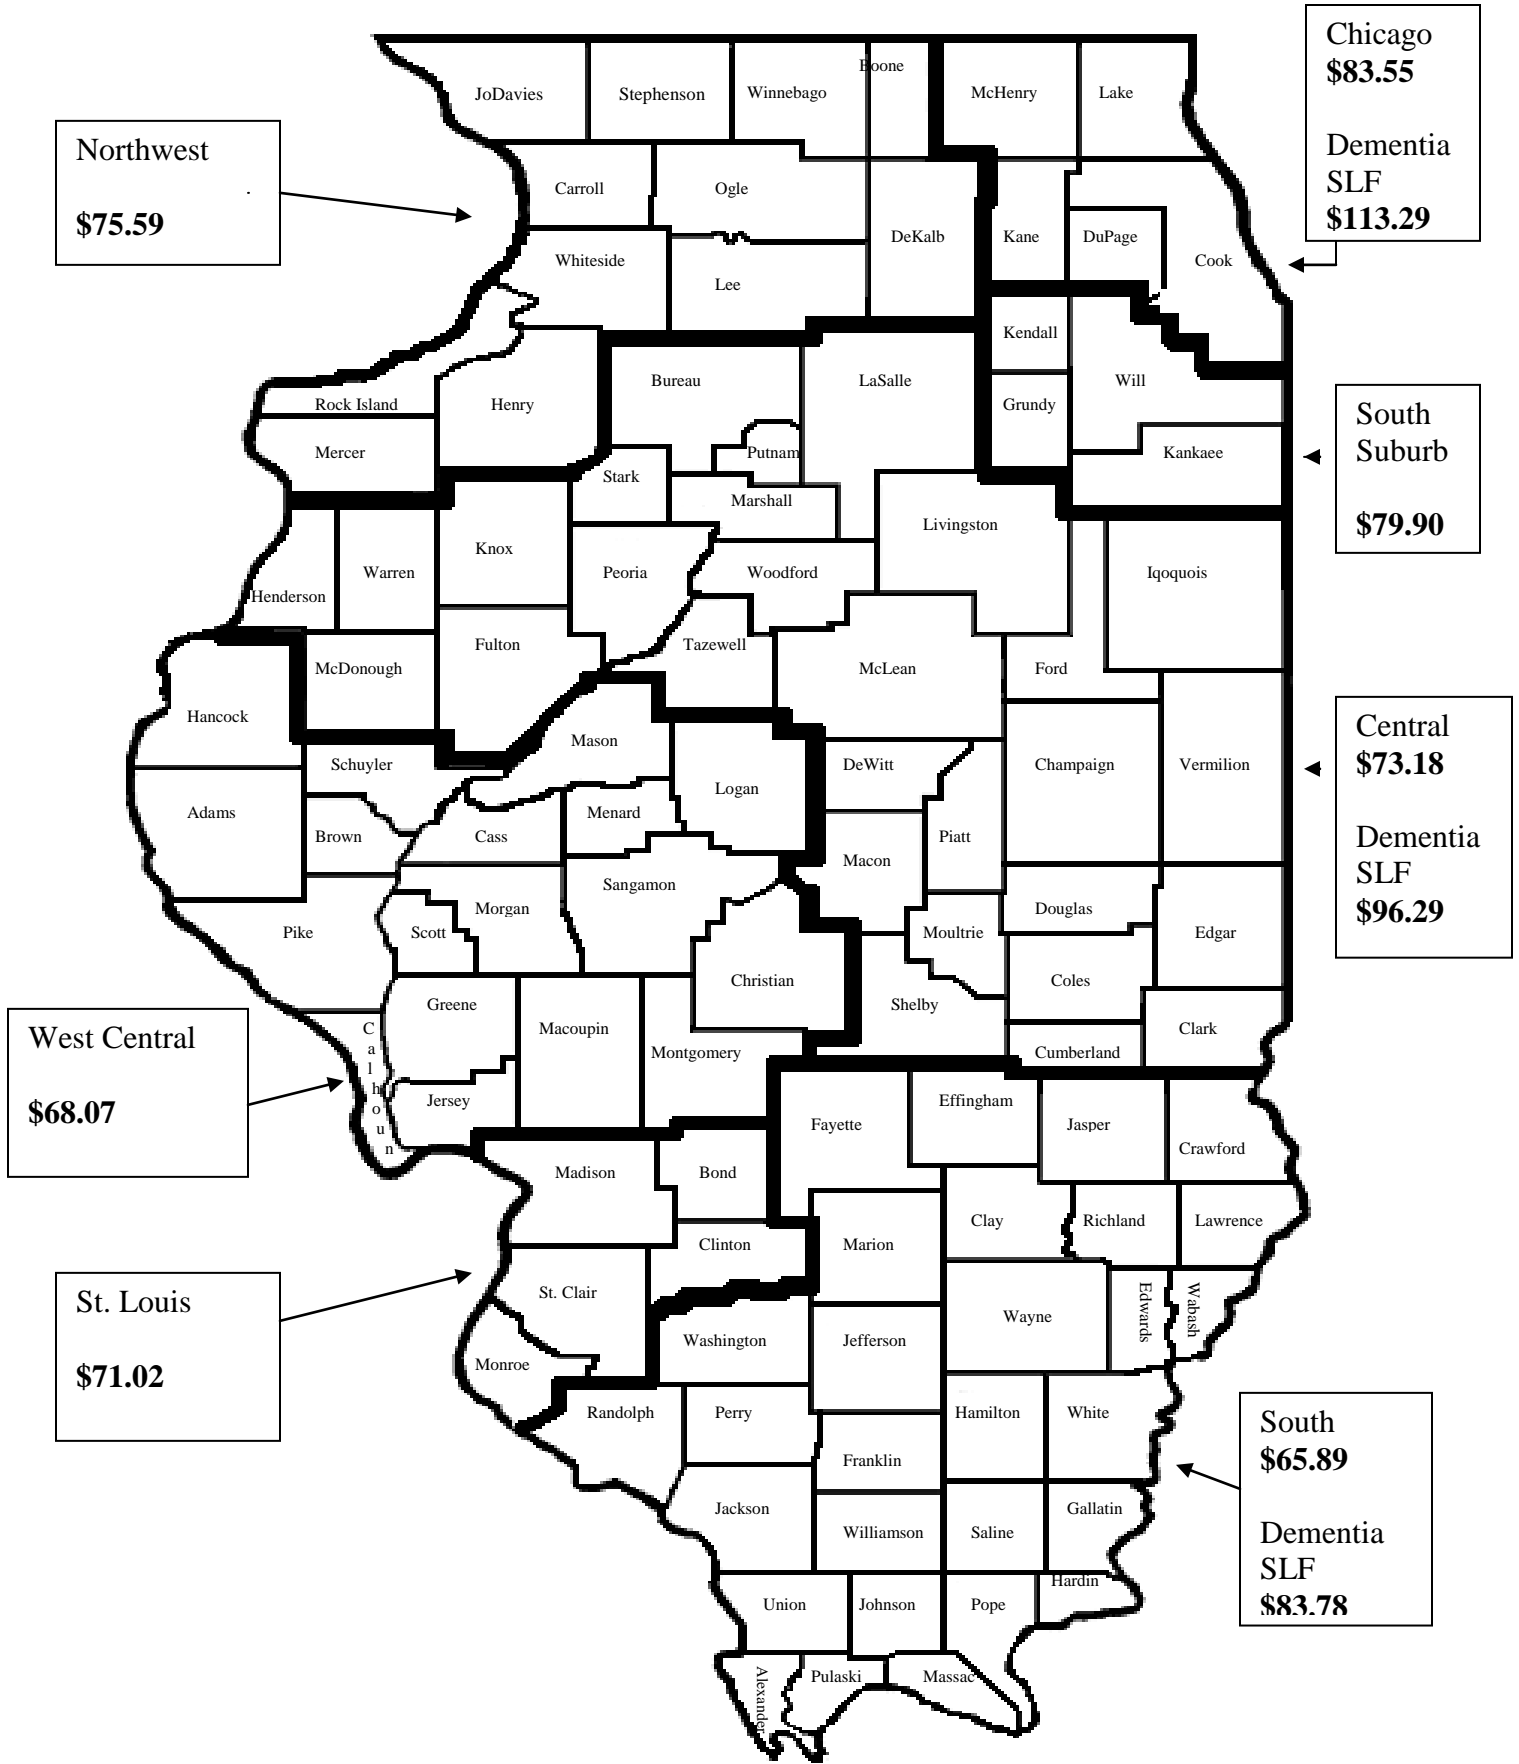 Chicago
$83.55
Dementia
SLF
$113.29
Boone
JoDavies
Stephenson
Winnebago
McHenry
Lake
Northwest
.
$75.59
Carroll
Ogle
DeKalb
Kane
DuPage
Cook
Whiteside
Lee
Kendall
Bureau
LaSalle
Will
Rock Island
Henry
Grundy
South
Suburb
$79.90
Mercer
Putnam
Kankaee
Stark
Marshall
Livingston
Knox
Warren
Peoria
Woodford
Iqoquois
Henderson
Fulton
Tazewell
McDonough
McLean
Ford
Hancock
Mason
Central
$73.18
Dementia
SLF
$96.29
Schuyler
DeWitt
Champaign
Vermilion
Logan
Adams
Menard
Brown
Cass
Piatt
Macon
Sangamon
Morgan
Douglas
Pike
Scott
Moultrie
Edgar
Christian
Coles
Greene
Shelby
West Central
$68.07
Calhoun
Macoupin
Montgomery
Cumberland
Clark
Jersey
Effingham
Fayette
Jasper
Crawford
Madison
Bond
Clay
Richland
Lawrence
Clinton
Marion
St. Louis
$71.02
St. Clair
Wayne
Edwards
Wabash
Washington
Jefferson
Monroe
Randolph
Perry
Hamilton
White
South
$65.89
Dementia
SLF
$83.78
Franklin
Jackson
Williamson
Saline
Gallatin
Hardin
Union
Johnson
Pope
Alexander
Pulaski
Massac